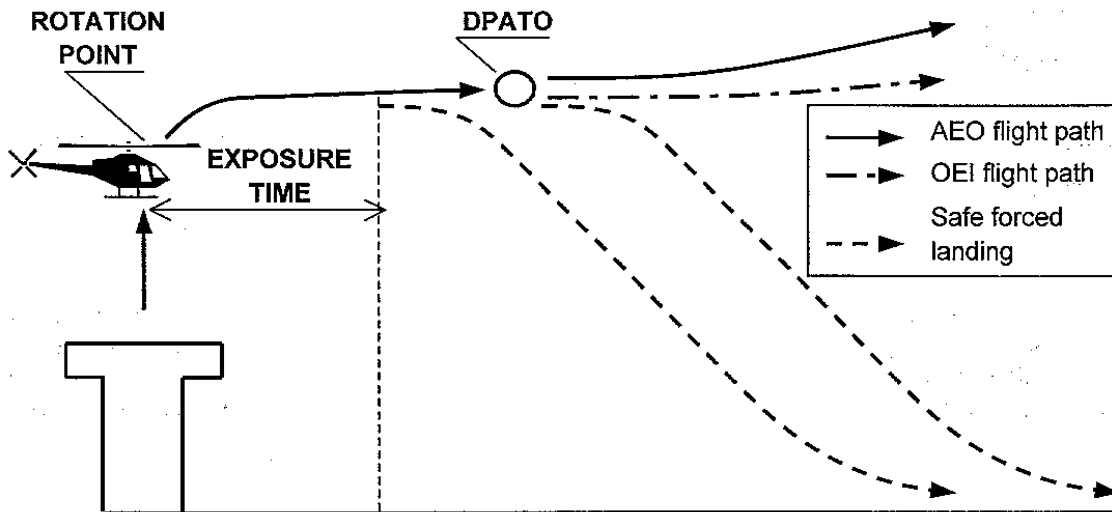 ROTATION
POINT
DPATO
EXPOSURE
TIME
AEO flight path
OEI flight path
Safe forced
landing